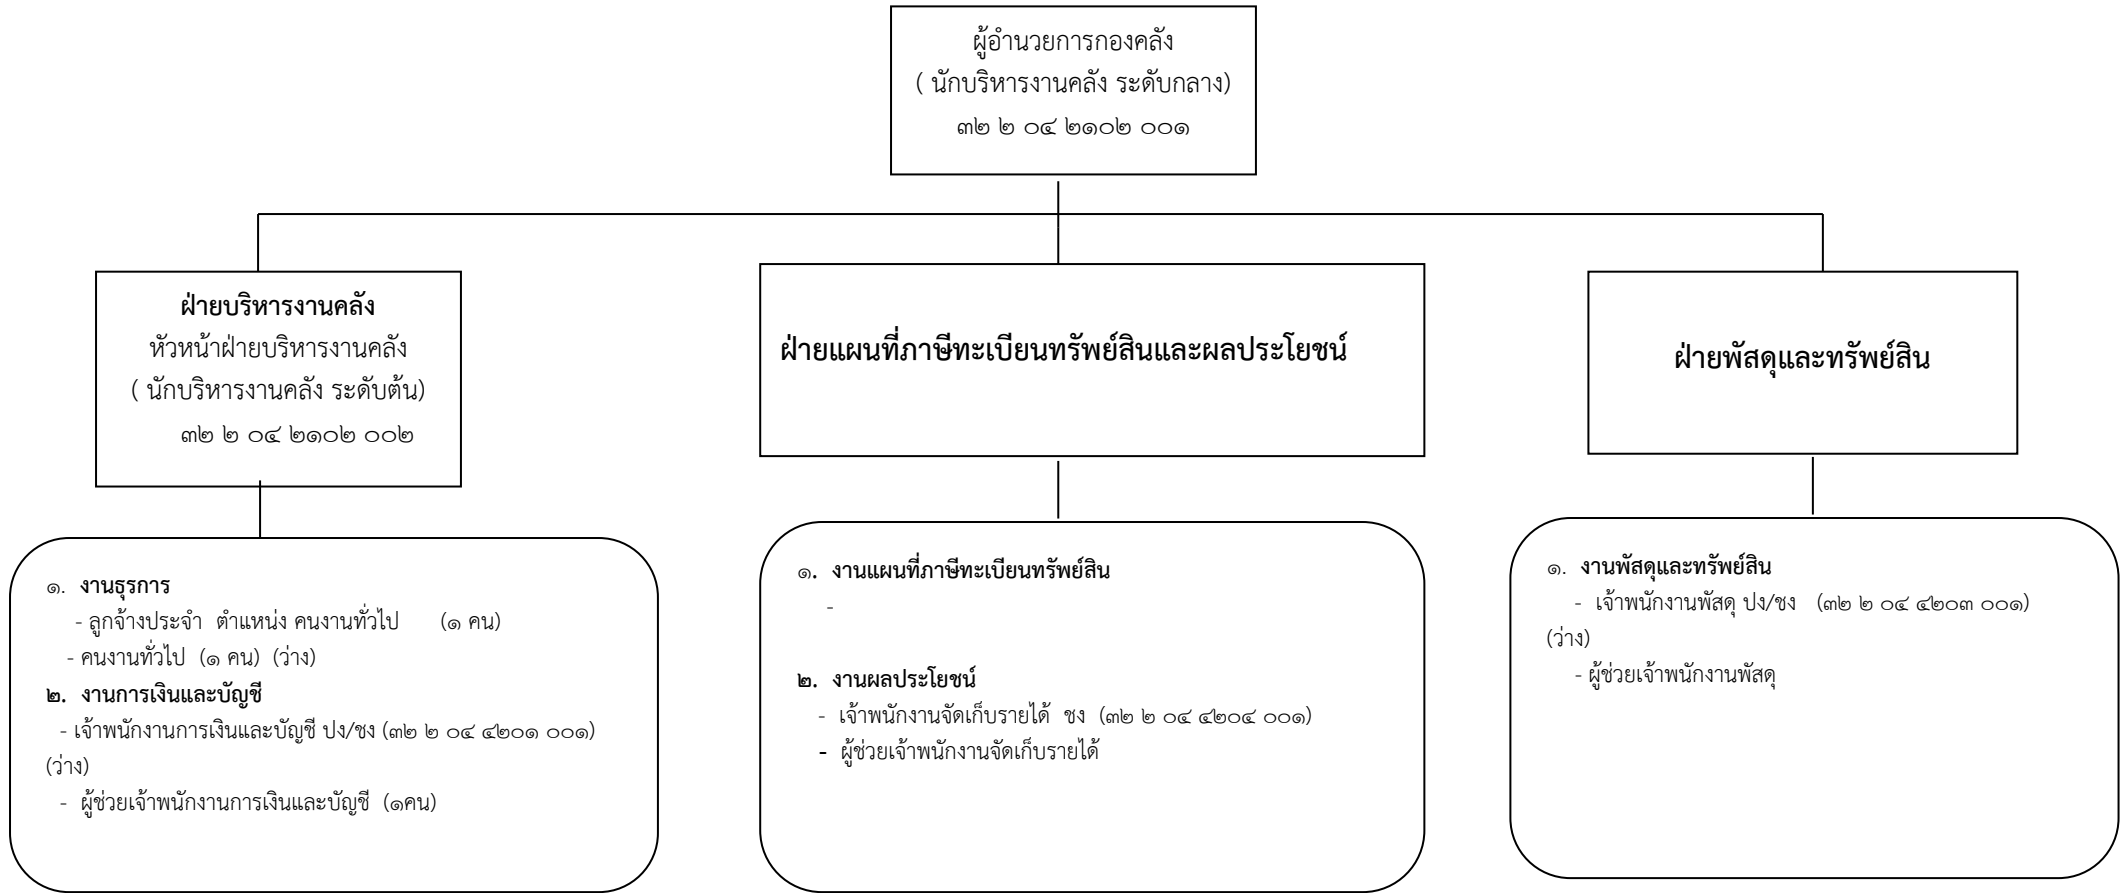 ผู้อำนวยการกองคลัง
( นักบริหารงานคลัง ระดับกลาง)
๓๒ ๒ ๐๔ ๒๑๐๒ ๐๐๑
ฝ่ายบริหารงานคลัง
หัวหน้าฝ่ายบริหารงานคลัง
( นักบริหารงานคลัง ระดับต้น)
๓๒ ๒ ๐๔ ๒๑๐๒ ๐๐๒
ฝ่ายแผนที่ภาษีทะเบียนทรัพย์สินและผลประโยชน์
ฝ่ายพัสดุและทรัพย์สิน
๑. งานธุรการ
- ลูกจ้างประจำ ตำแหน่ง คนงานทั่วไป (๑ คน)
- คนงานทั่วไป (๑ คน) (ว่าง)
๒. งานการเงินและบัญชี
- เจ้าพนักงานการเงินและบัญชี ปง/ชง (๓๒ ๒ ๐๔ ๔๒๐๑ ๐๐๑)
(ว่าง)
- ผู้ช่วยเจ้าพนักงานการเงินและบัญชี (๑คน)
๑. งานแผนที่ภาษีทะเบียนทรัพย์สิน
-
๒. งานผลประโยชน์
- เจ้าพนักงานจัดเก็บรายได้ ชง (๓๒ ๒ ๐๔ ๔๒๐๔ ๐๐๑)
- ผู้ช่วยเจ้าพนักงานจัดเก็บรายได้
๑. งานพัสดุและทรัพย์สิน
- เจ้าพนักงานพัสดุ ปง/ชง (๓๒ ๒ ๐๔ ๔๒๐๓ ๐๐๑)
(ว่าง)
- ผู้ช่วยเจ้าพนักงานพัสดุ